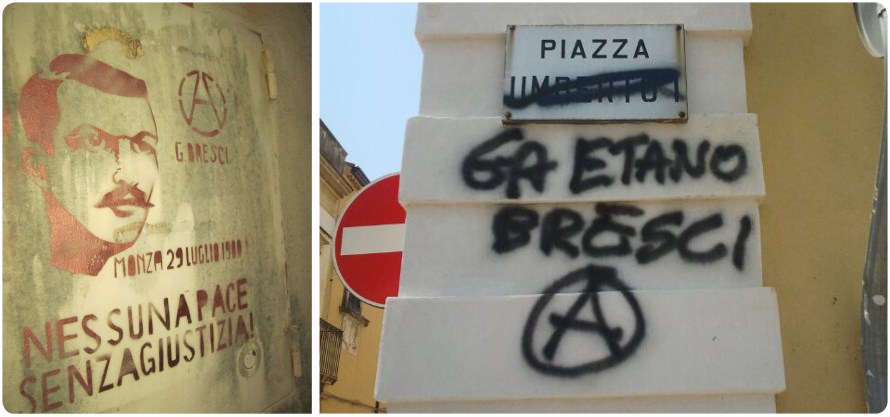 G. BRESCI
MONZA 29 LUGLIO 1900
NESSUNA PACE
SENZA GIUSTIZIA!
PIAZZA
UMBERTO I
GAETANO
BRESCI
A